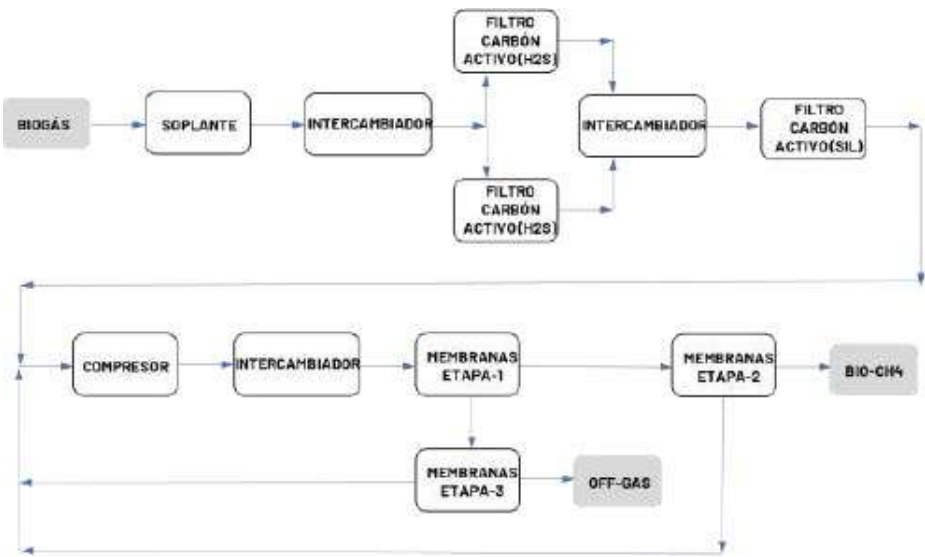 FILTRO
CARBÓN
ACTIVO(H2S)
BIOGÁS
SOPLANTE
INTERCAMBIADOR
INTERCAMBIADOR
FILTRO
CARBÓN
ACTIVO(SIL)
FILTRO
CARBÓN
ACTIVO(H2S)
COMPRESOR
INTERCAMBIADOR
MEMBRANAS
ETAPA-1
MEMBRANAS
ETAPA-2
BIO-CH4
MEMBRANAS
ETAPA-3
OFF-GAS